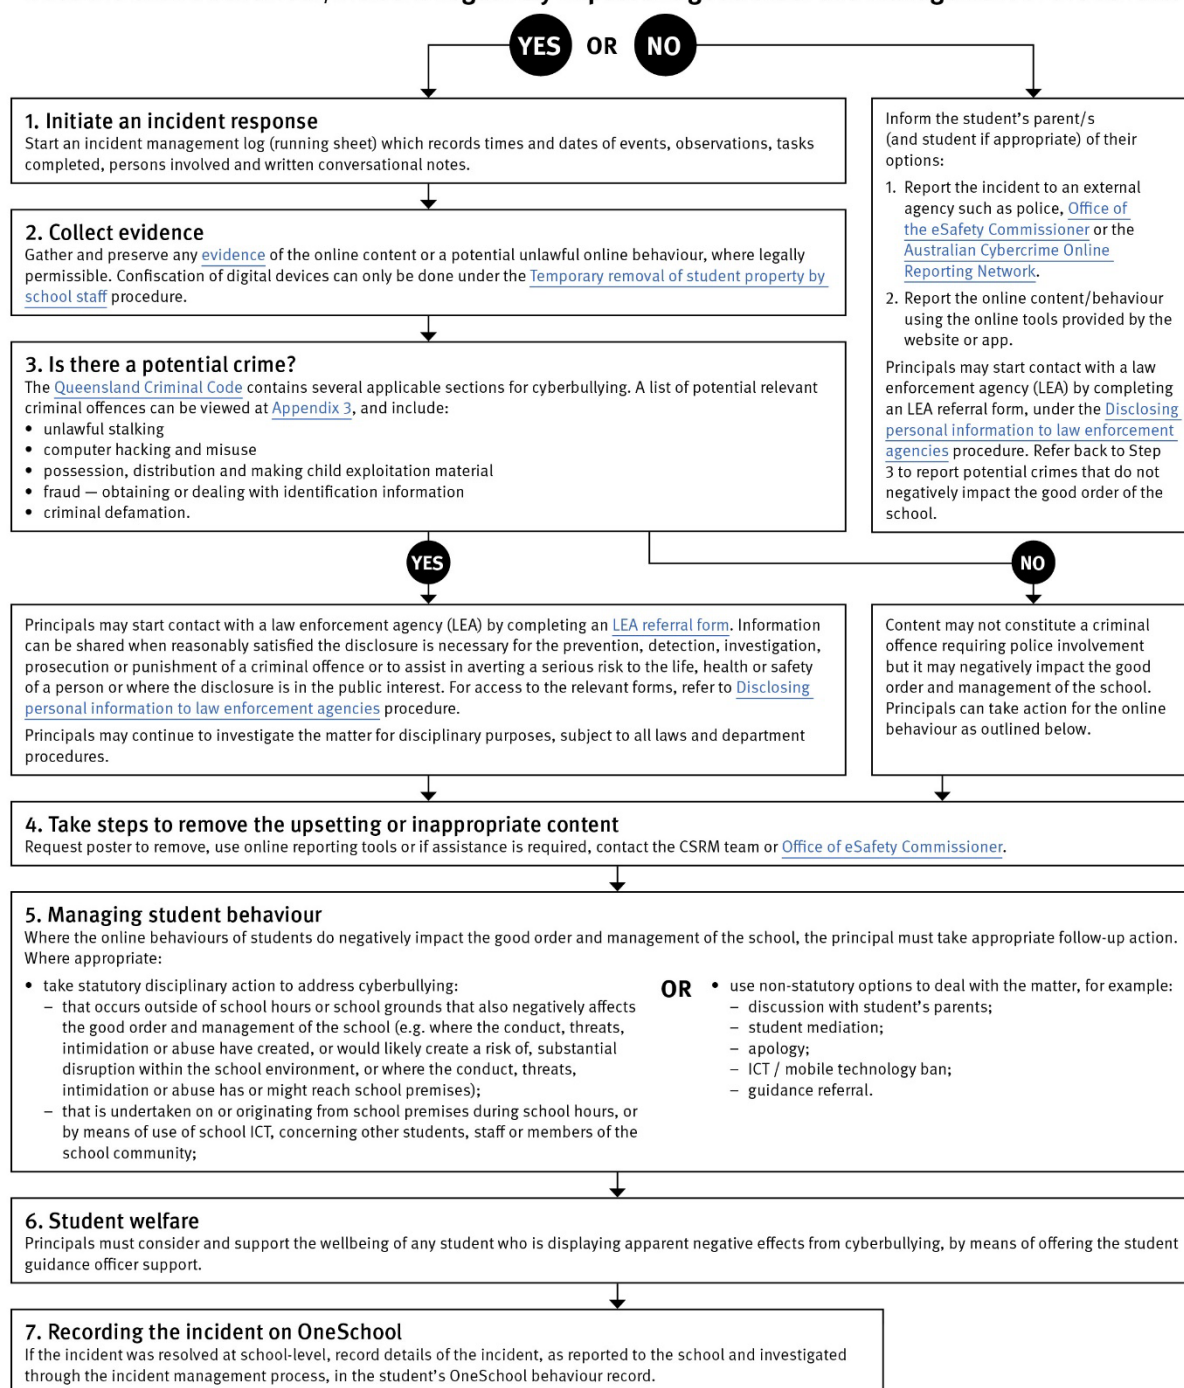 YES OR NO
1. Initiate an incident response
Start an incident management log (running sheet) which records times and dates of events, observations, tasks
completed, persons involved and written conversational notes.
2. Collect evidence
Gather and preserve any evidence of the online content or a potential unlawful online behaviour, where legally
permissible. Confiscation of digital devices can only be done under the Temporary removal of student property by
school staff procedure.
3. Is there a potential crime?
The Queensland Criminal Code contains several applicable sections for cyberbullying. A list of potential relevant
criminal offences can be viewed at Appendix 3, and include:
• unlawful stalking
• computer hacking and misuse
• possession, distribution and making child exploitation material
• fraud — obtaining or dealing with identification information
• criminal defamation.
Inform the student's parent/s
(and student if appropriate) of their
options:
1. Report the incident to an external
agency such as police, Office of
the eSafety Commissioner or the
Australian Cybercrime Online
Reporting Network.
2. Report the online content/behaviour
using the online tools provided by the
website or app.
Principals may start contact with a law
enforcement agency (LEA) by completing
an LEA referral form, under the Disclosing
personal information to law enforcement
agencies procedure. Refer back to Step
3 to report potential crimes that do not
negatively impact the good order of the
school.
YES
NO
Principals may start contact with a law enforcement agency (LEA) by completing an LEA referral form. Information
can be shared when reasonably satisfied the disclosure is necessary for the prevention, detection, investigation,
prosecution or punishment of a criminal offence or to assist in averting a serious risk to the life, health or safety
of a person or where the disclosure is in the public interest. For access to the relevant forms, refer to Disclosing
personal information to law enforcement agencies procedure.
Principals may continue to investigate the matter for disciplinary purposes, subject to all laws and department
procedures.
Content may not constitute a criminal
offence requiring police involvement
but it may negatively impact the good
order and management of the school.
Principals can take action for the online
behaviour as outlined below.
4. Take steps to remove the upsetting or inappropriate content
Request poster to remove, use online reporting tools or if assistance is required, contact the CSRM team or Office of eSafety Commissioner.
5. Managing student behaviour
Where the online behaviours of students do negatively impact the good order and management of the school, the principal must take appropriate follow-up action.
Where appropriate:
• take statutory disciplinary action to address cyberbullying:
– that occurs outside of school hours or school grounds that also negatively affects
the good order and management of the school (e.g. where the conduct, threats,
intimidation or abuse have created, or would likely create a risk of, substantial
disruption within the school environment, or where the conduct, threats,
intimidation or abuse has or might reach school premises);
– that is undertaken on or originating from school premises during school hours, or
by means of use of school ICT, concerning other students, staff or members of the
school community;
OR
• use non-statutory options to deal with the matter, for example:
– discussion with student's parents;
– student mediation;
– apology;
– ICT / mobile technology ban;
– guidance referral.
6. Student welfare
Principals must consider and support the wellbeing of any student who is displaying apparent negative effects from cyberbullying, by means of offering the student
guidance officer support.
7. Recording the incident on OneSchool
If the incident was resolved at school-level, record details of the incident, as reported to the school and investigated
through the incident management process, in the student's OneSchool behaviour record.